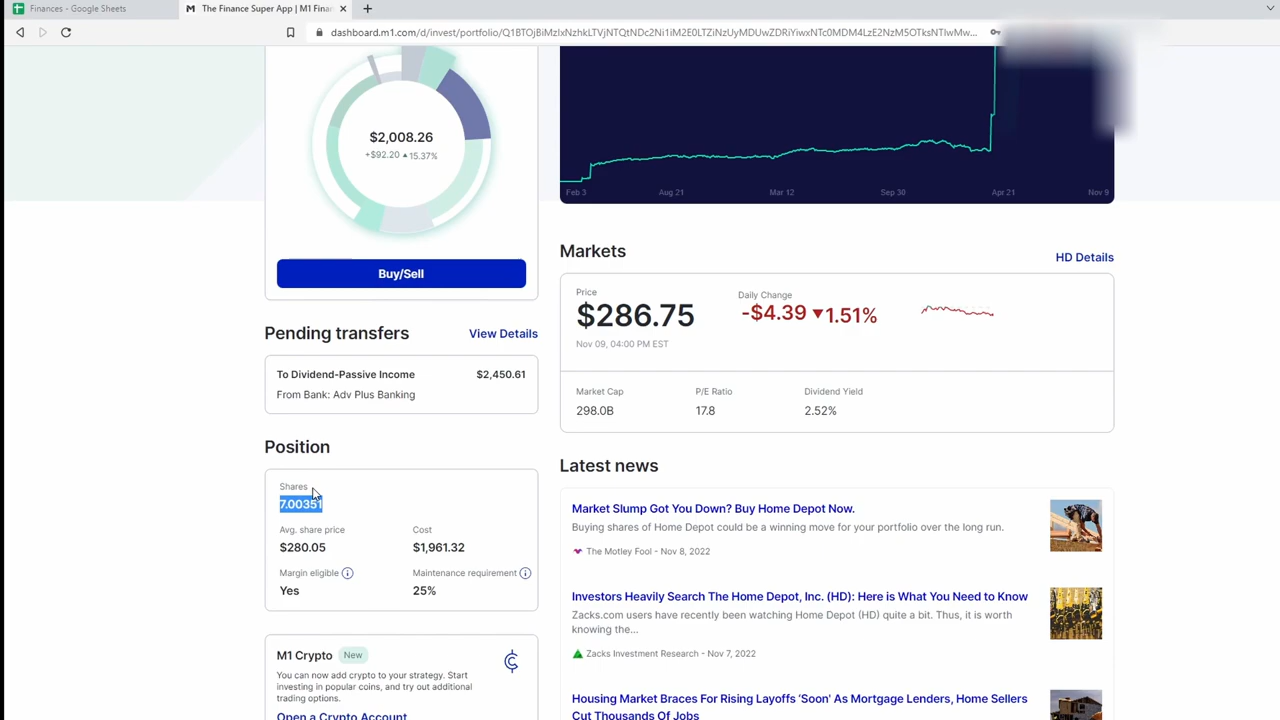 Finances - Google Sheets
The Finance Super App | M1 Finan
dashboard.m1.com/d/invest/portfolio/
$2,008.26
+$92.20 ▲ 15.37%
Buy/Sell
Feb 3 Aug 21 Mar 12 Sep 30 Apr 21 Nov 9
Markets
HD Details
Price
$286.75
Nov 09, 04:00 PM EST
Daily Change
-$4.39 ▼1.51%
Market Cap
298.0B
P/E Ratio
17.8
Dividend Yield
2.52%
Pending transfers
View Details
To Dividend-Passive Income
$2,450.61
From Bank: Adv Plus Banking
Position
Shares
7.00351
Avg. share price
$280.05
Cost
$1,961.32
Margin eligible
Yes
Maintenance requirement
25%
M1 Crypto New
You can now add crypto to your strategy. Start
investing in popular coins, and try out additional
trading options.
Open a Crypto Account
Latest news
Market Slump Got You Down? Buy Home Depot Now.
Buying shares of Home Depot could be a winning move for your portfolio over the long run.
The Motley Fool - Nov 8, 2022
Investors Heavily Search The Home Depot, Inc. (HD): Here is What You Need to Know
Zacks.com users have recently been watching Home Depot (HD) quite a bit. Thus, it is worth
knowing the...
Zacks Investment Research - Nov 7, 2022
Housing Market Braces For Rising Layoffs ‘Soon’ As Mortgage Lenders, Home Sellers
Cut Thousands Of Jobs